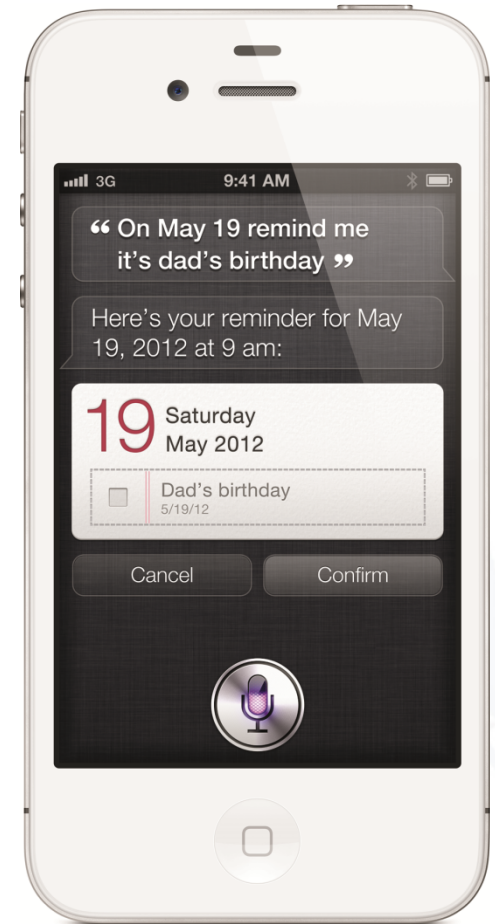 3G 9:41 AM
“ On May 19 remind me
it’s dad’s birthday ”
Here’s your reminder for May
19, 2012 at 9 am:
19 Saturday
May 2012
Dad’s birthday
5/19/12
Cancel Confirm